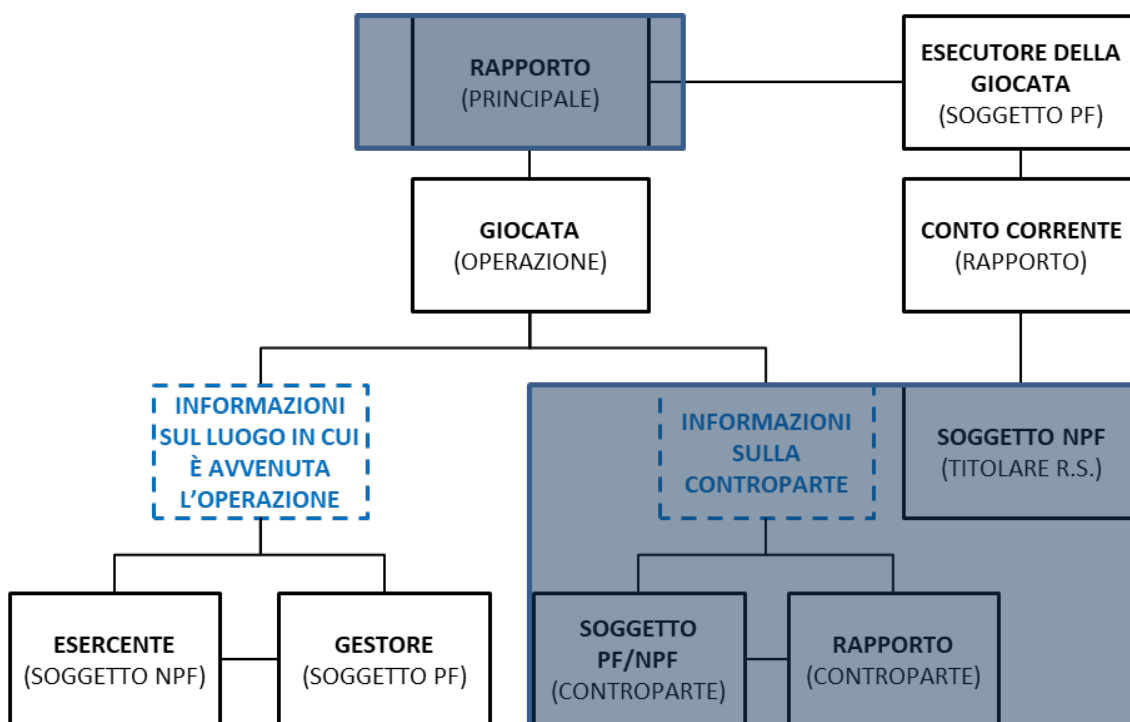 RAPPORTO
(PRINCIPALE)
ESECUTORE DELLA
GIOCATA
(SOGGETTO PF)
GIOCATA
(OPERAZIONE)
CONTO CORRENTE
(RAPPORTO)
INFORMAZIONI
SUL LUOGO IN CUI
È AVVENUTA
L'OPERAZIONE
INFORMAZIONI
SULLA
CONTROPARTE
SOGGETTO NPF
(TITOLARE R.S.)
ESERCENTE
(SOGGETTO NPF)
GESTORE
(SOGGETTO PF)
SOGGETTO
PF/NPF
(CONTROPARTE)
RAPPORTO
(CONTROPARTE)